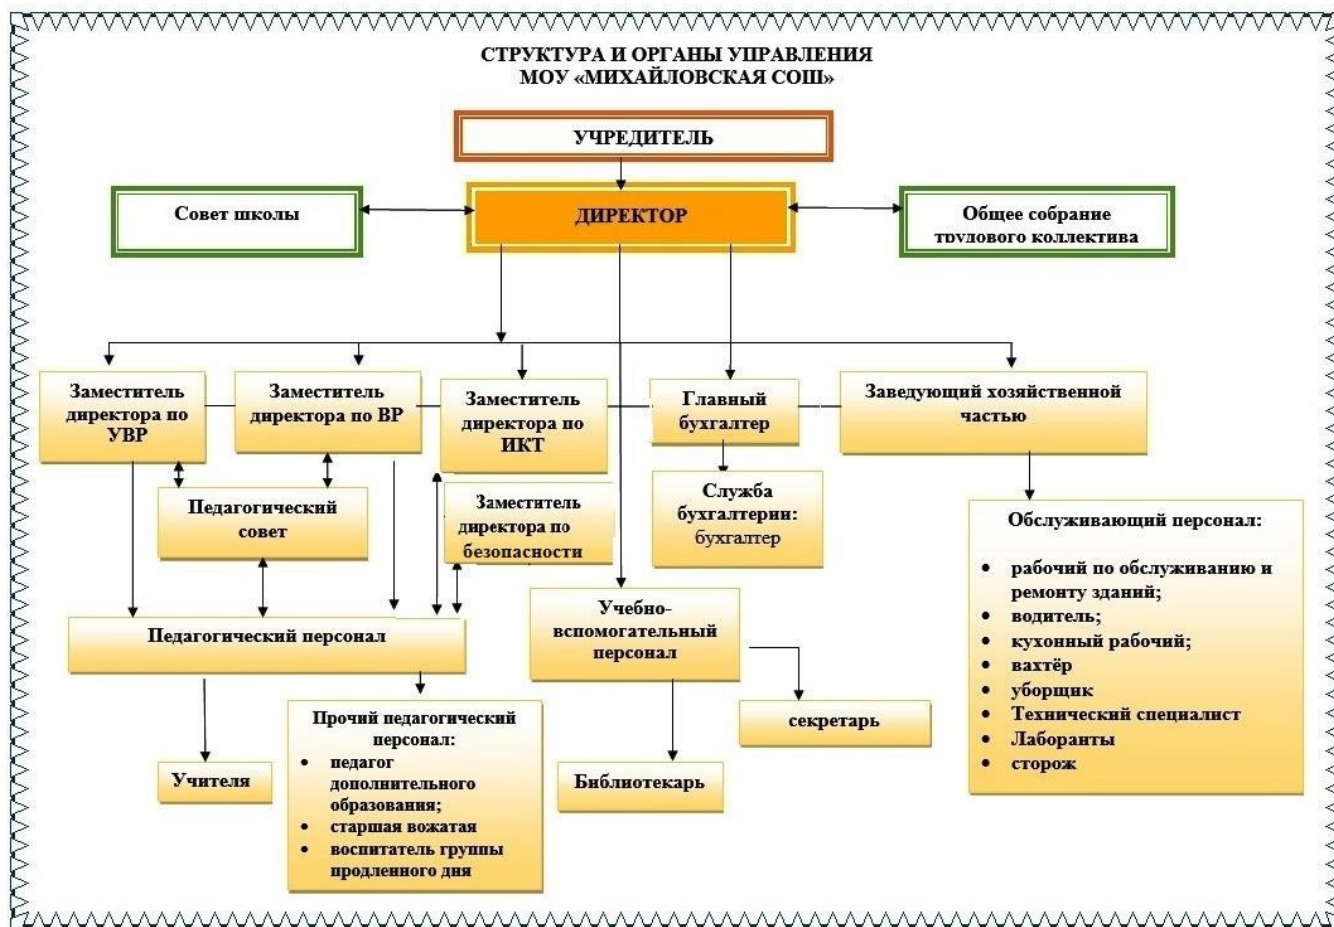 СТРУКТУРА И ОРГАНЫ УПРАВЛЕНИЯ
МОУ «МИХАЙЛОВСКАЯ СОШ»
УЧРЕДИТЕЛЬ
Совет школы
ДИРЕКТОР
Общее собрание
трудового коллектива
Заместитель
директора по
УВР
Заместитель
директора по ВР
Заместитель
директора по
ИКТ
Главный
бухгалтер
Заведующий хозяйственной
частью
Педагогический
совет
Заместитель
директора по
безопасности
Служба
бухгалтерии:
бухгалтер
Обслуживающий персонал:
• рабочий по обслуживанию и
ремонту зданий;
• водитель;
• кухонный рабочий;
• вахтёр
• уборщик
• Технический специалист
• Лаборанты
• сторож
Педагогический персонал
Учебно-
вспомогательный
персонал
Учителя
Прочий педагогический
персонал:
• педагог
дополнительного
образования;
• старшая вожатая
• воспитатель группы
продленного дня
Библиотекарь
секретарь